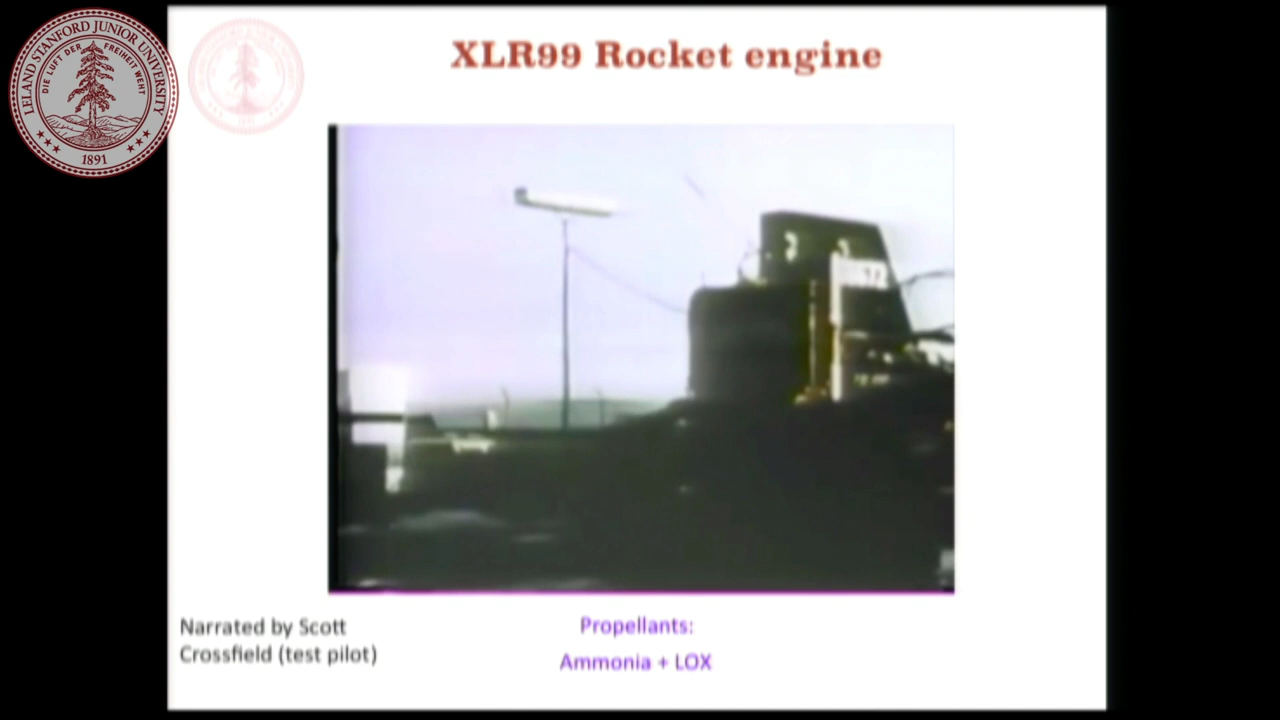 LELAND STANFORD JUNIOR UNIVERSITY
DIE LUFT DER FREIHEIT WEHT
1891
XLR99 Rocket engine
Narrated by Scott
Crossfield (test pilot)
Propellants:
Ammonia + LOX